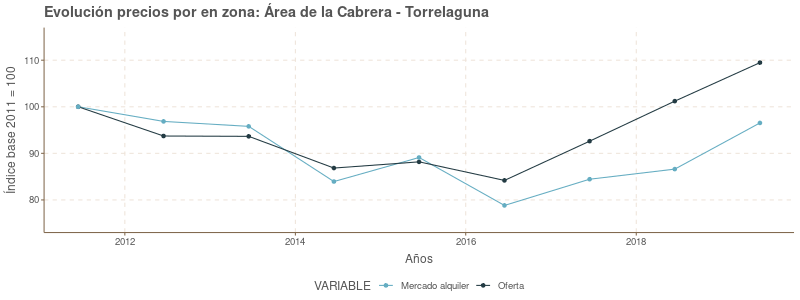 Evolución precios por en zona: Área de la Cabrera - Torrelaguna
Índice base 2011 = 100
110
100
90
80
2012
2014
2016
2018
Años
VARIABLE
Mercado alquiler
Oferta